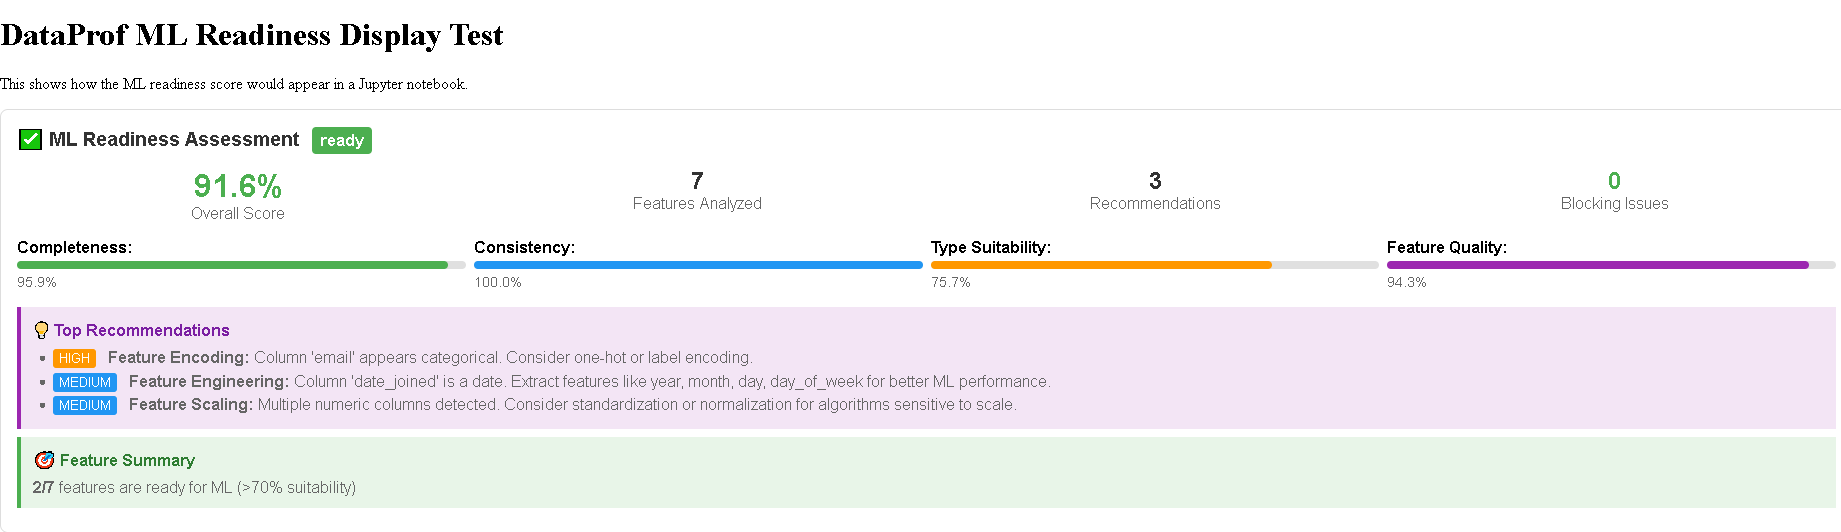 DataProf ML Readiness Display Test
This shows how the ML readiness score would appear in a Jupyter notebook.
ML Readiness Assessment ready
91.6%
Overall Score
7
Features Analyzed
3
Recommendations
0
Blocking Issues
Completeness:
95.9%
Consistency:
100.0%
Type Suitability:
75.7%
Feature Quality:
94.3%
Top Recommendations
HIGH Feature Encoding: Column 'email' appears categorical. Consider one-hot or label encoding.
MEDIUM Feature Engineering: Column 'date_joined' is a date. Extract features like year, month, day, day_of_week for better ML performance.
MEDIUM Feature Scaling: Multiple numeric columns detected. Consider standardization or normalization for algorithms sensitive to scale.
Feature Summary
2/7 features are ready for ML (>70% suitability)